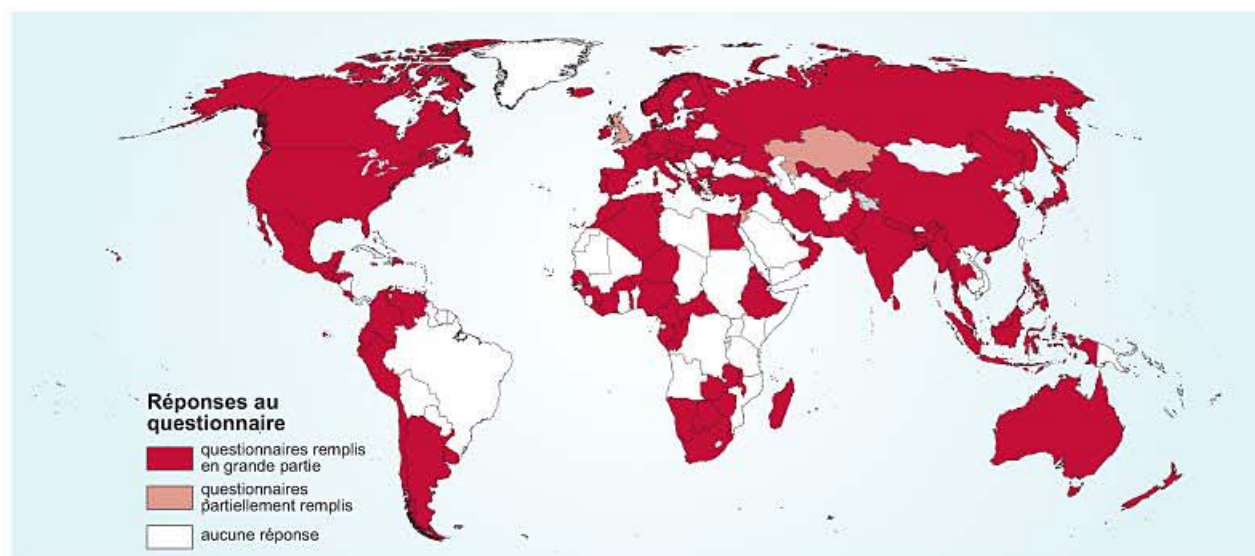 Réponses au
questionnaire
questionnaires remplis
en grande partie
questionnaires
partiellement remplis
aucune réponse